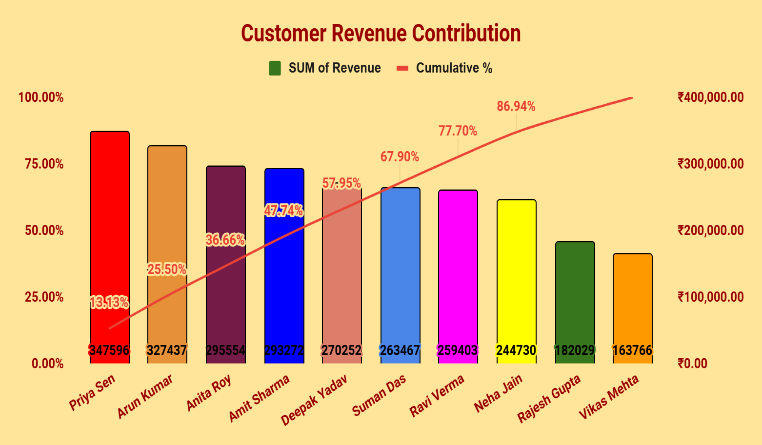 Customer Revenue Contribution
SUM of Revenue Cumulative %
100.00% ₹400,000.00
75.00% ₹300,000.00
50.00% ₹200,000.00
25.00% ₹100,000.00
0.00% ₹0.00
13.13% 25.50% 36.66% 47.74% 57.95% 67.90% 77.70% 86.94%
347596 327437 295554 293272 270252 263467 259403 244730 182029 163766
Priya Sen Arun Kumar Anita Roy Amit Sharma Deepak Yadav Suman Das Ravi Verma Neha Jain Rajesh Gupta Vikas Mehta